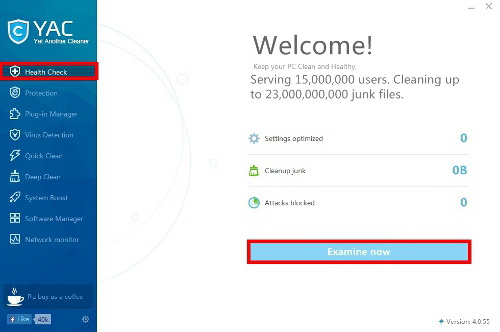 YAC
Yet Another Cleaner
Health Check
Protection
Plug-in Manager
Virus Detection
Quick Clean
Deep Clean
System Boost
Software Manager
Network monitor
Plz buy us a coffee
Like 40k
Welcome!
Keep your PC Clean and Healthy.
Serving 15,000,000 users. Cleaning up
to 23,000,000,000 junk files.
Settings optimized 0
Cleanup junk 0B
Attacks blocked 0
Examine now
Version: 4.0.55